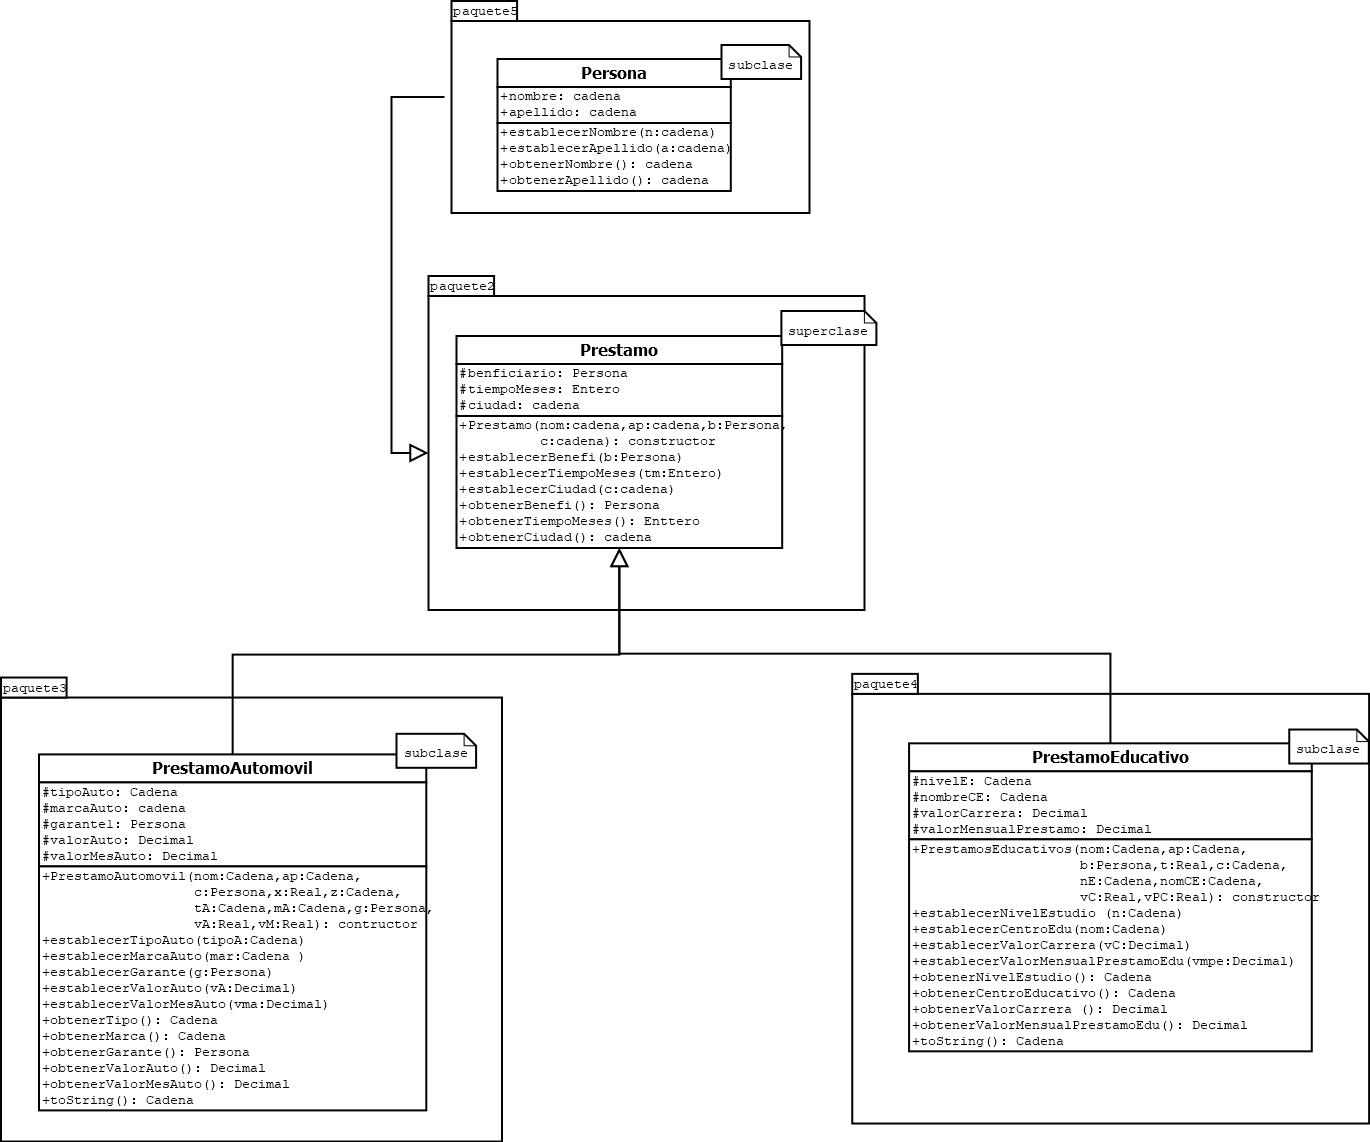 paquete5
subclase
Persona
+nombre: cadena
+apellido: cadena
+establecerNombre(n:cadena)
+establecerApellido(a:cadena)
+obtenerNombre(): cadena
+obtenerApellido(): cadena
paquete2
superclase
Prestamo
#benficiario: Persona
#tiempoMeses: Entero
#ciudad: cadena
+Prestamo(nom:cadena,ap:cadena,b:Persona,
c:cadena): constructor
+establecerBenefi(b:Persona)
+establecerTiempoMeses(tm:Entero)
+establecerCiudad(c:cadena)
+obtenerBenefi(): Persona
+obtenerTiempoMeses(): Enttero
+obtenerCiudad(): cadena
paquete3
subclase
PrestamoAutomovil
#tipoAuto: Cadena
#marcaAuto: cadena
#garante1: Persona
#valorAuto: Decimal
#valorMesAuto: Decimal
+PrestamoAutomovil(nom:Cadena,ap:Cadena,
c:Persona,x:Real,z:Cadena,
tA:Cadena,mA:Cadena,g:Persona,
vA:Real,vM:Real): contructor
+establecerTipoAuto(tipoA:Cadena)
+establecerMarcaAuto(mar:Cadena )
+establecerGarante(g:Persona)
+establecerValorAuto(vA:Decimal)
+establecerValorMesAuto(vma:Decimal)
+obtenerTipo(): Cadena
+obtenerMarca(): Cadena
+obtenerGarante(): Persona
+obtenerValorAuto(): Decimal
+obtenerValorMesAuto(): Decimal
+toString(): Cadena
paquete4
subclase
PrestamoEducativo
#nivelE: Cadena
#nombreCE: Cadena
#valorCarrera: Decimal
#valorMensualPrestamo: Decimal
+PrestamosEducativos(nom:Cadena,ap:Cadena,
b:Persona,t:Real,c:Cadena,
nE:Cadena,nomCE:Cadena,
vC:Real,vPC:Real): constructor
+establecerNivelEstudio (n:Cadena)
+establecerCentroEdu(nom:Cadena)
+establecerValorCarrera(vC:Decimal)
+establecerValorMensualPrestamoEdu(vmpe:Decimal)
+obtenerNivelEstudio(): Cadena
+obtenerCentroEducativo(): Cadena
+obtenerValorCarrera (): Decimal
+obtenerValorMensualPrestamoEdu(): Decimal
+toString(): Cadena